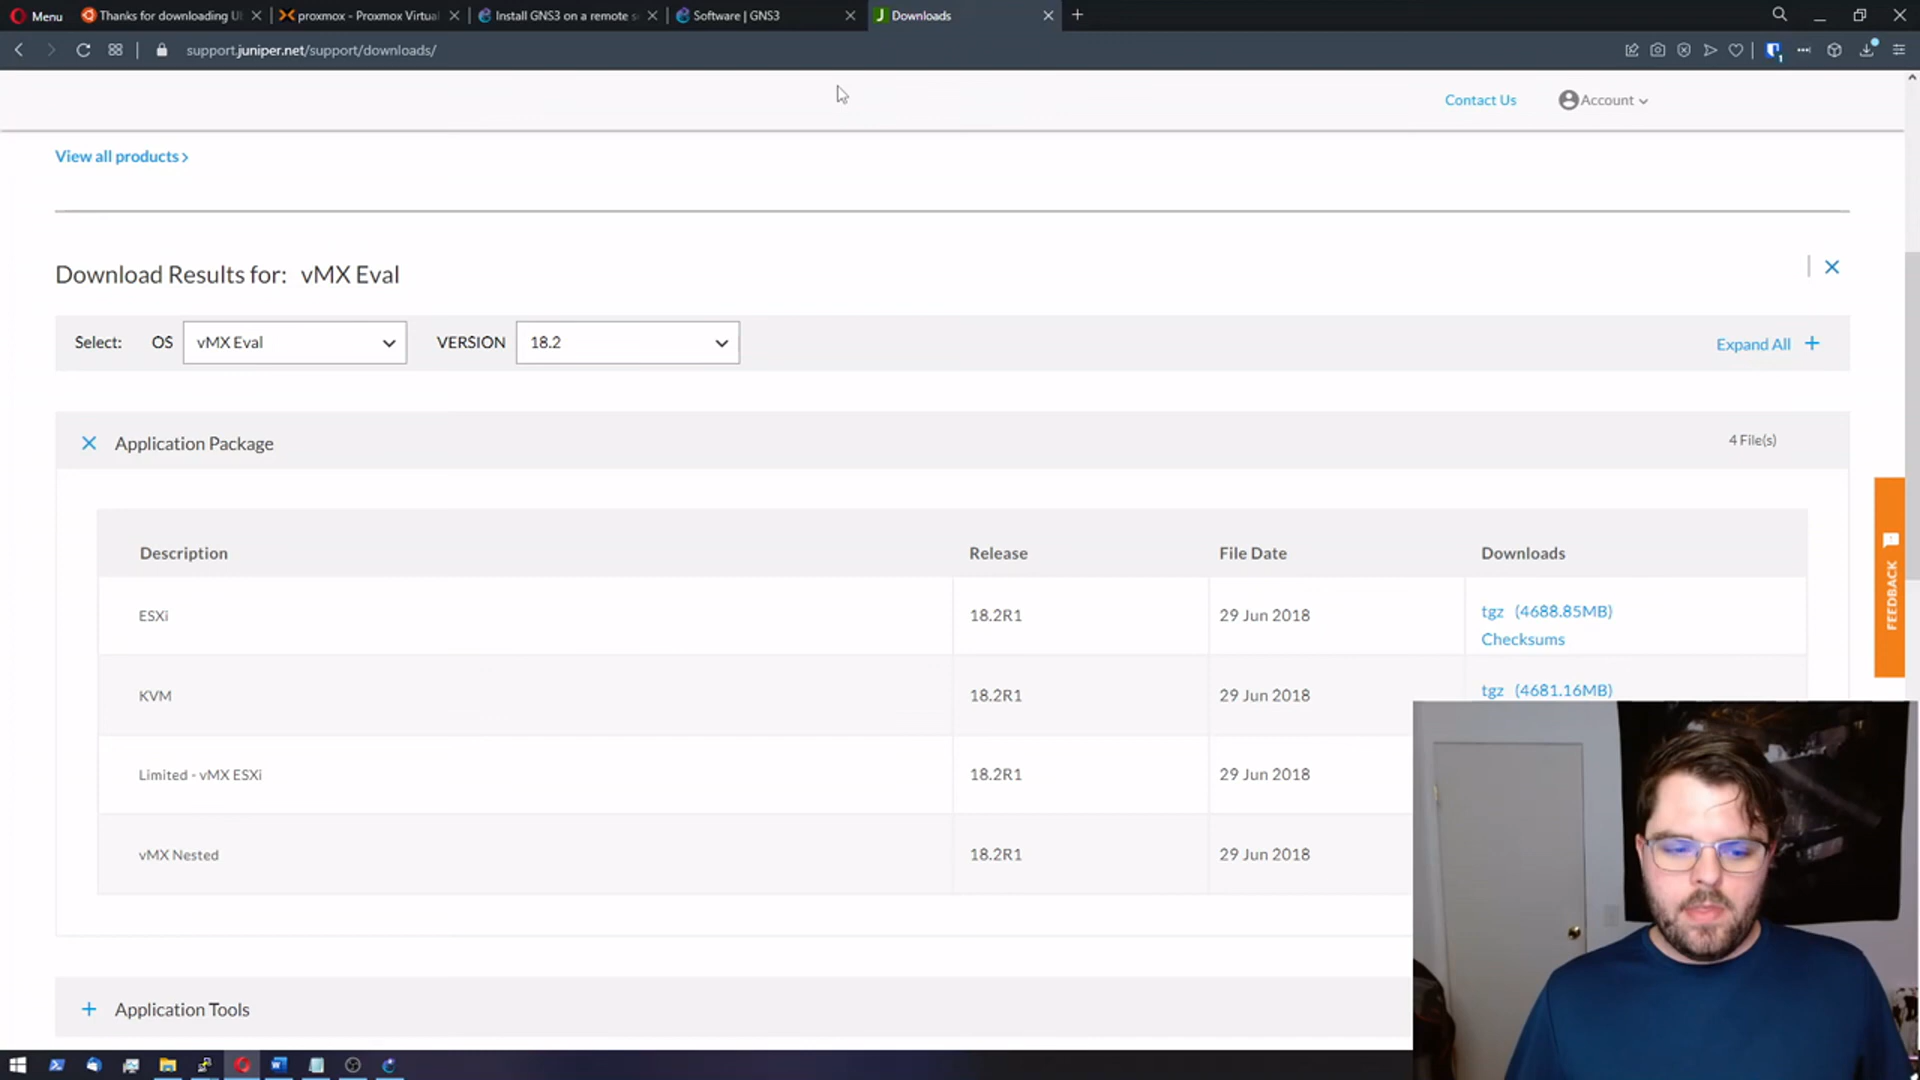 Menu
Thanks for downloading U
proxmox - Proxmox Virtual
Install GNS3 on a remote s
Software | GNS3
Downloads
support.juniper.net/support/downloads/
Contact Us
Account
View all products
Download Results for: vMX Eval
Select: OS vMX Eval VERSION 18.2
Expand All +
Application Package
4 File(s)
Description Release File Date Downloads
ESXi 18.2R1 29 Jun 2018 tgz (4688.85MB)
Checksums
KVM 18.2R1 29 Jun 2018 tgz (4681.16MB)
Limited - vMX ESXi 18.2R1 29 Jun 2018
vMX Nested 18.2R1 29 Jun 2018
FEEDBACK
+ Application Tools